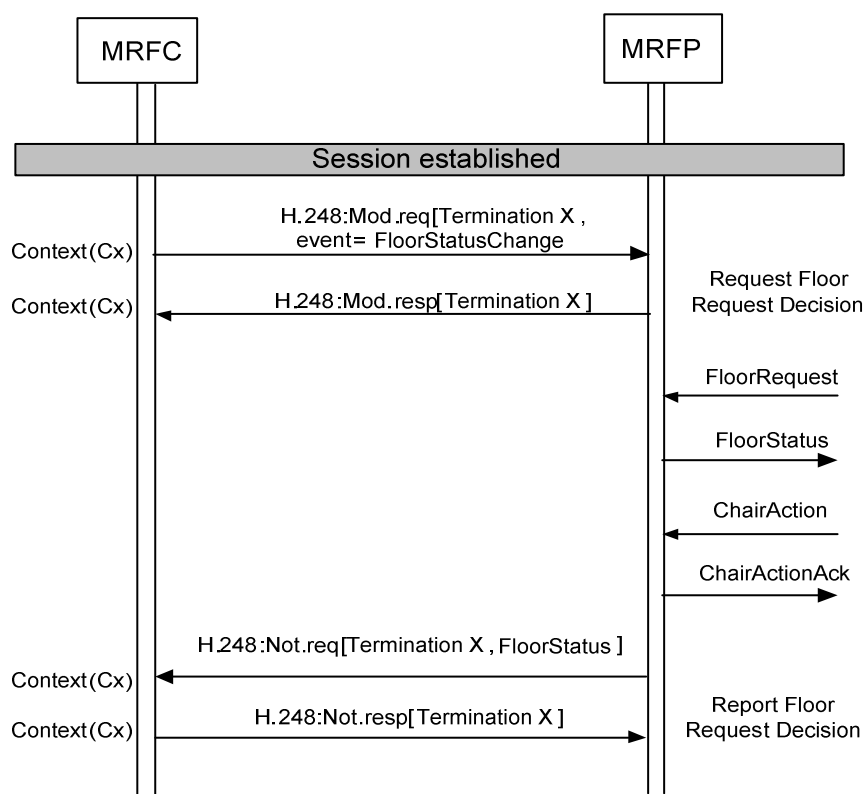 MRFC
MRFP
Session established
H.248:Mod.req[Termination X ,
event= FloorStatusChange
Context(Cx)
Request Floor
Request Decision
Context(Cx)
H.248:Mod.resp[Termination X ]
FloorRequest
FloorStatus
ChairAction
ChairActionAck
H.248:Not.req[Termination X , FloorStatus ]
Context(Cx)
Report Floor
Request Decision
Context(Cx)
H.248:Not.resp[Termination X ]